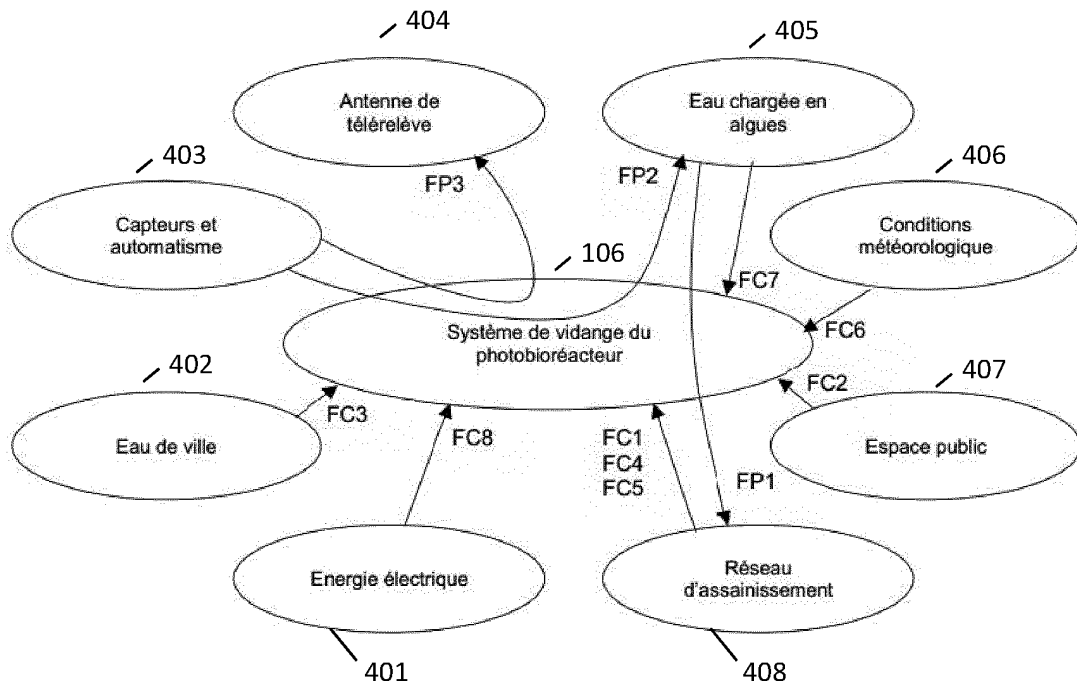 404
405
Antenne de
télérelève
Eau chargée en
algues
403
406
FP3
FP2
Capteurs et
automatisme
Conditions
météorologique
106
FC7
Système de vidange du
photobioréacteur
FC6
402
407
FC2
FC3
Eau de ville
FC8
FC1
FC4
FC5
Espace public
FP1
Energie électrique
Réseau
d'assainissement
401
408